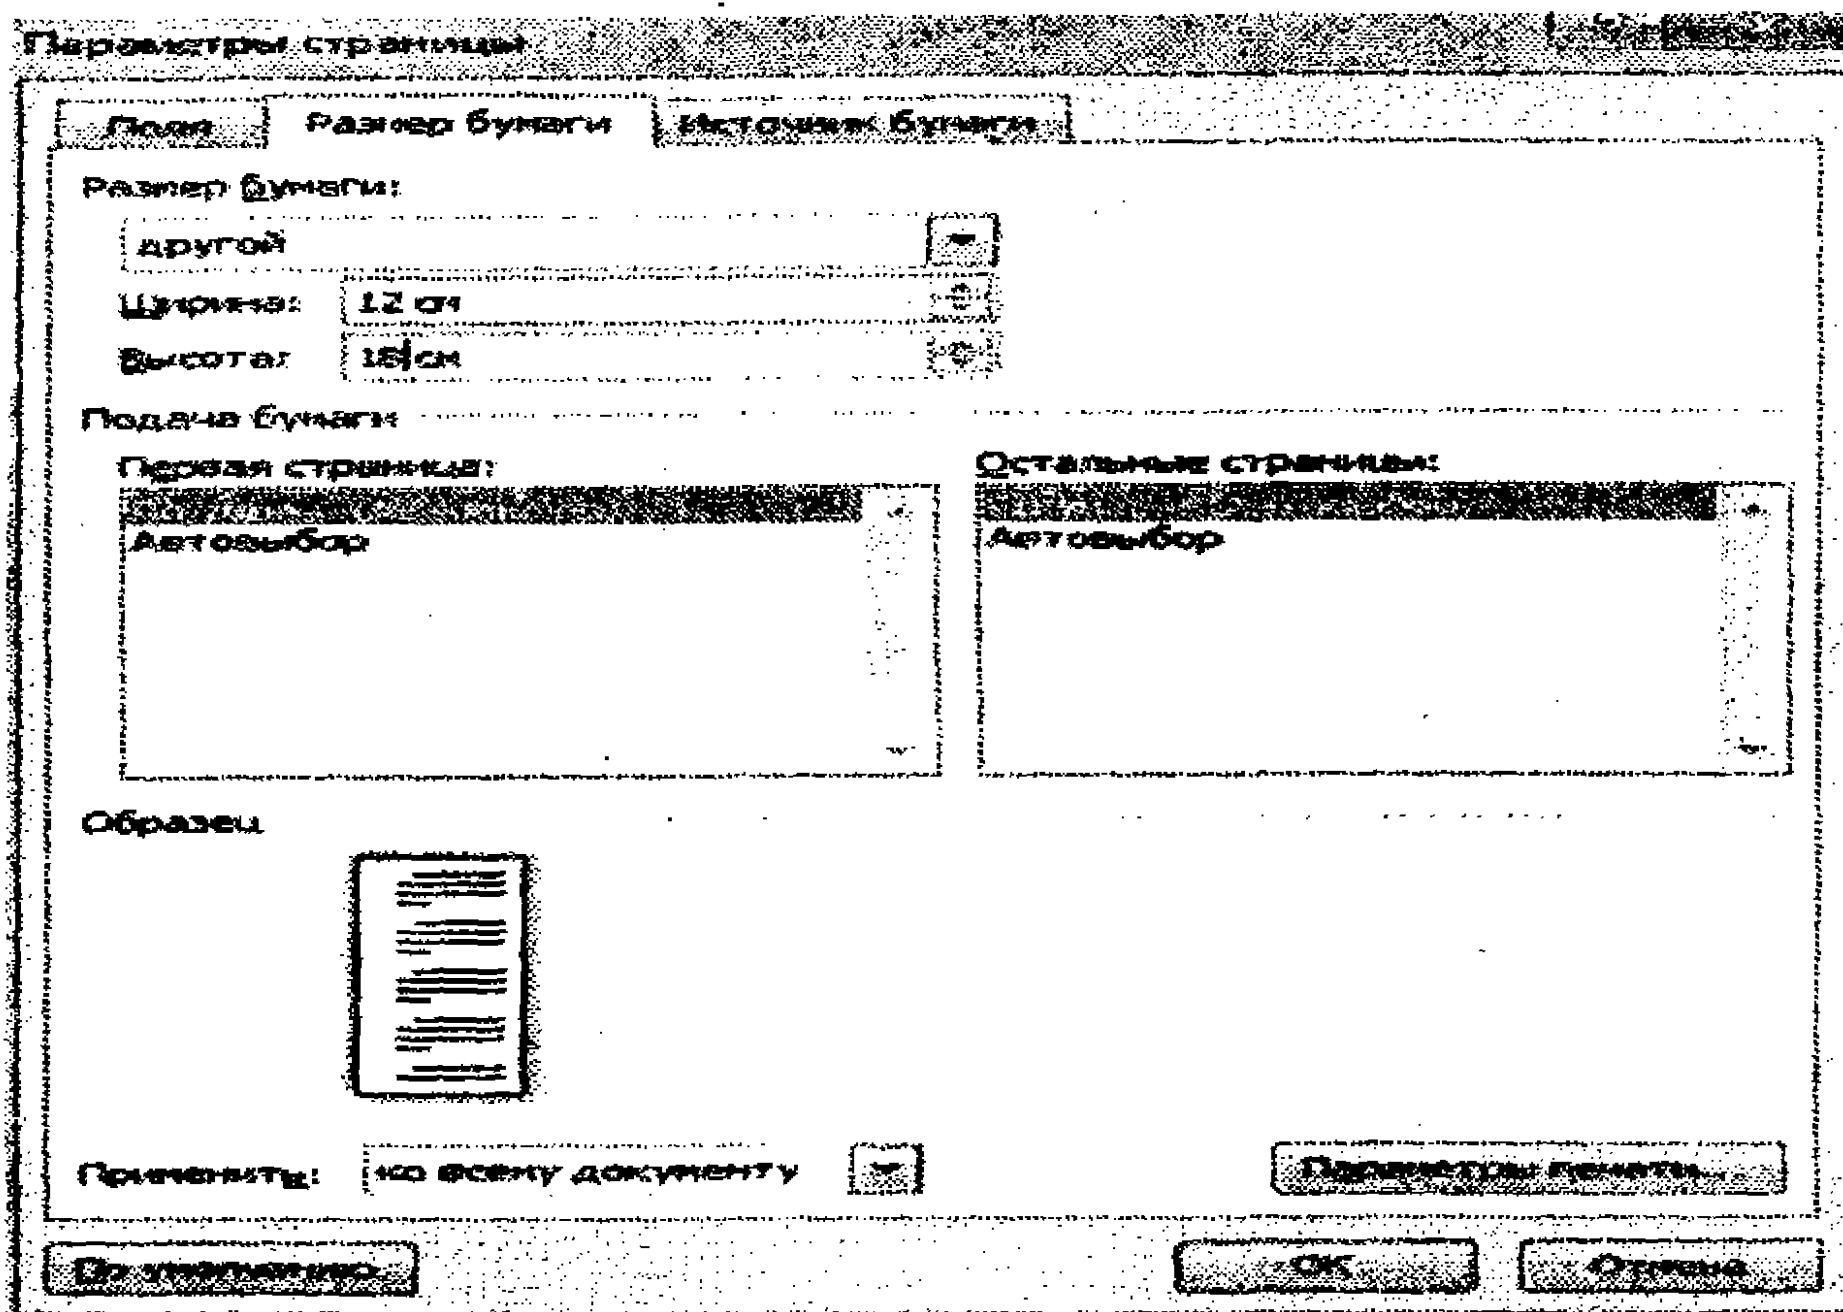 Параметры страницы
Поля Размер бумаги Источник бумаги
Размер бумаги:
другой
Ширина: 12 см
Высота: 18 см
Подача бумаги
Первая страница: Остальные страницы:
Автовыбор Автовыбор
Образец
Применить: ко всему документу Параметры печати...
По умолчанию ОК Отмена